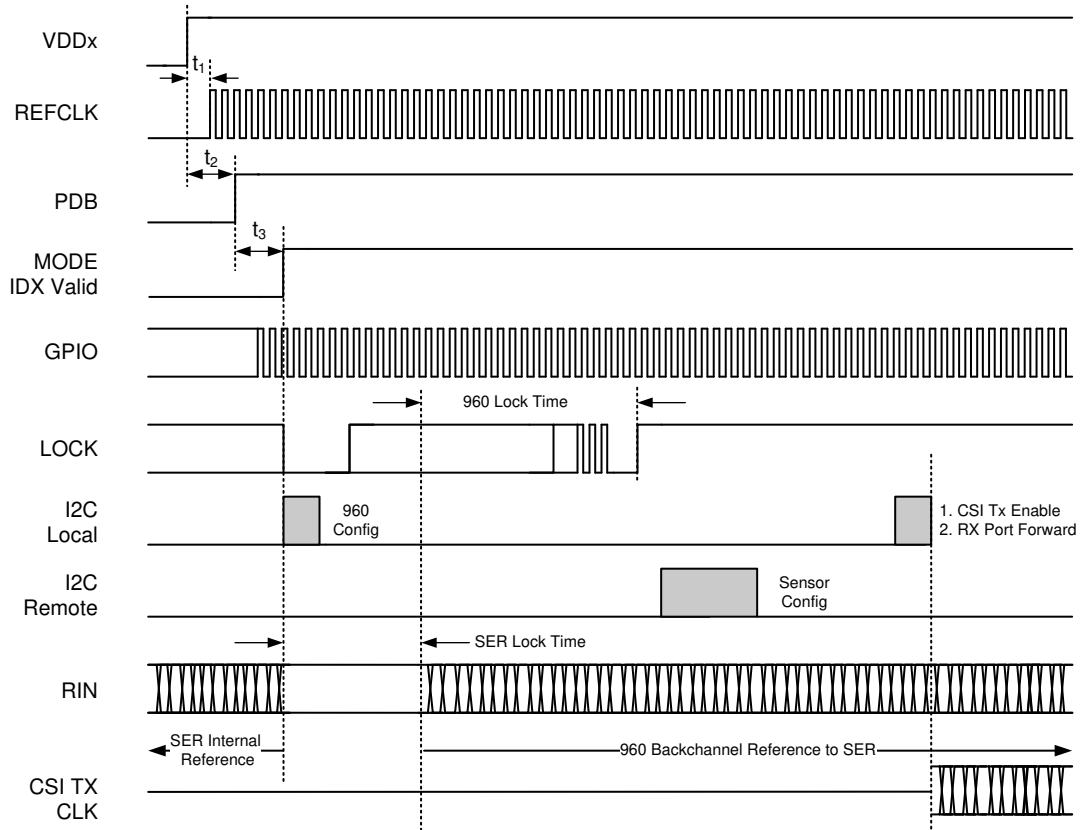 VDDx
t1
REFCLK
t2
PDB
t3
MODE
IDX Valid
GPIO
960 Lock Time
LOCK
I2C
Local
960
Config
1. CSI Tx Enable
2. RX Port Forward
I2C
Remote
Sensor
Config
SER Lock Time
RIN
SER Internal
Reference
960 Backchannel Reference to SER
CSI TX
CLK